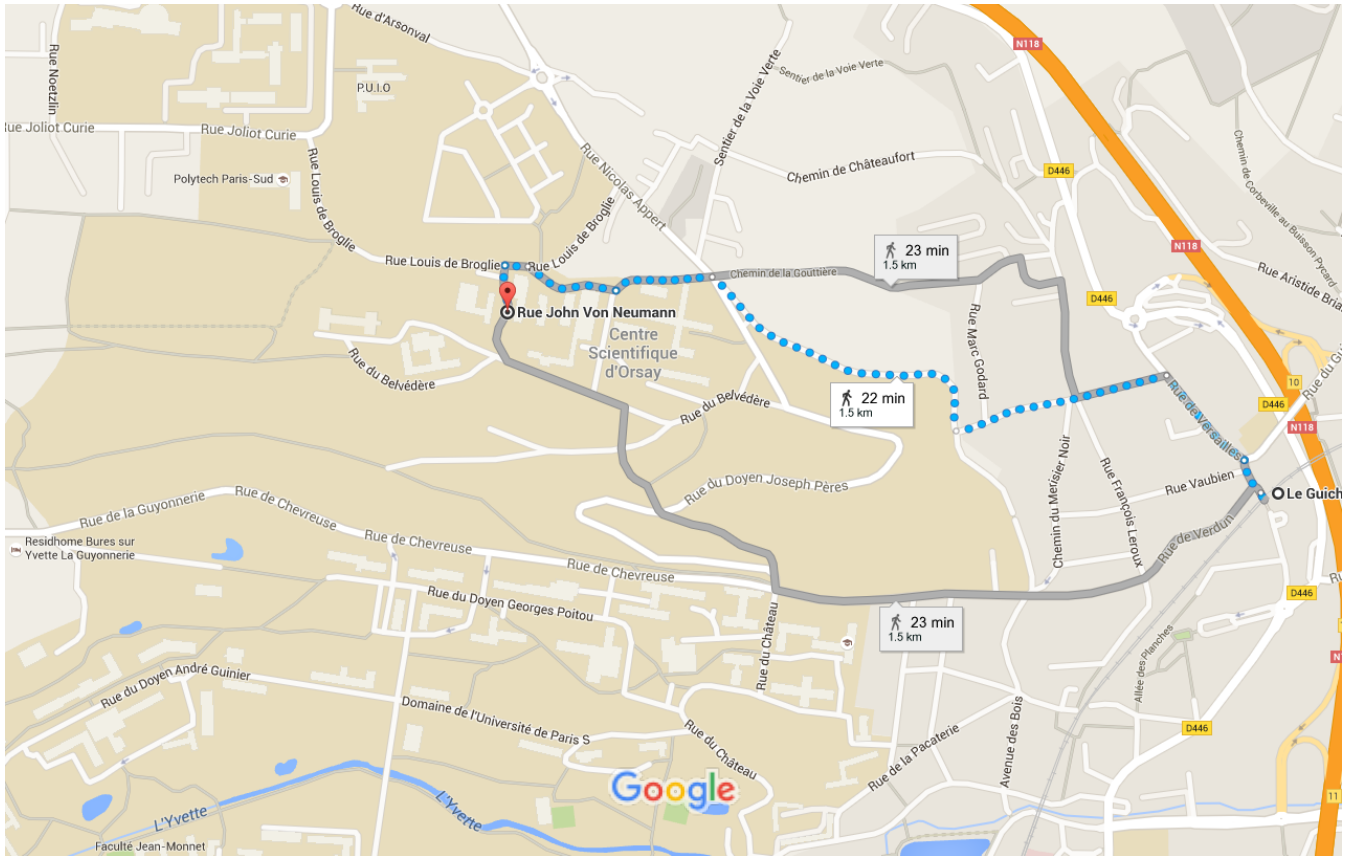 Rue d'Arsonval
N118
Rue Noetzlin
Sentier de la Voie Verte
P.U.I.O
Rue Joliot Curie
Rue Joliot Curie
Sentier de la Voie Verte
Chemin de Corbeville au Buisson Pycard
Rue Nicolas Appert
Chemin de Châteaufort
D446
D446
Polytech Paris-Sud
Rue Louis de Broglie
Rue Louis de Broglie
N118
23 min
1.5 km
Rue Louis de Broglie
Rue Louis de Broglie
Chemin de la Gouttière
Rue Aristide Bria
D446
Rue John Von Neumann
Centre
Scientifique
d'Orsay
Rue Marc Godard
Rue du Belvédère
10
Rue du Gu
22 min
1.5 km
Rue du Belvédère
D446
N118
Rue de Versailles
Chemin du Merisier Noir
Rue François Leroux
Rue Vaubien
Le Guich
Rue du Doyen Joseph Pères
Rue de la Guyonnerie
Rue de Chevreuse
Rue de Verdun
Residhome Bures sur
Yvette La Guyonnerie
Rue de Chevreuse
Rue de Chevreuse
D446
Rue du Doyen Georges Poitou
23 min
1.5 km
Rue du Château
Allée des Planches
Rue du Doyen André Guinier
Domaine de l'Université de Paris S
Avenue des Bois
D446
Rue du Château
Rue de la Pacaterie
Google
L'Yvette
L'Yvette
11
Faculté Jean-Monnet